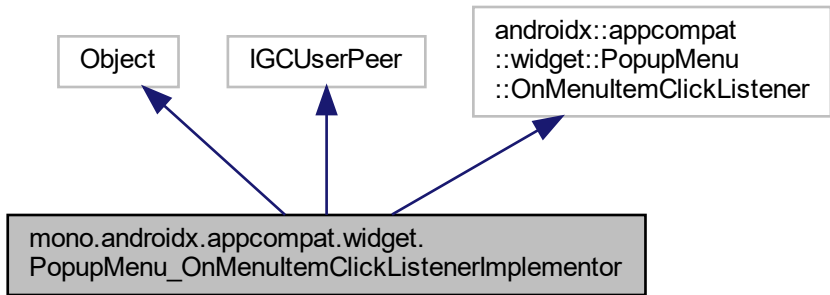 Object
IGCUserPeer
androidx::appcompat
::widget::PopupMenu
::OnMenuItemClickListener
mono.androidx.appcompat.widget.
PopupMenu_OnMenuItemClickListenerImplementor